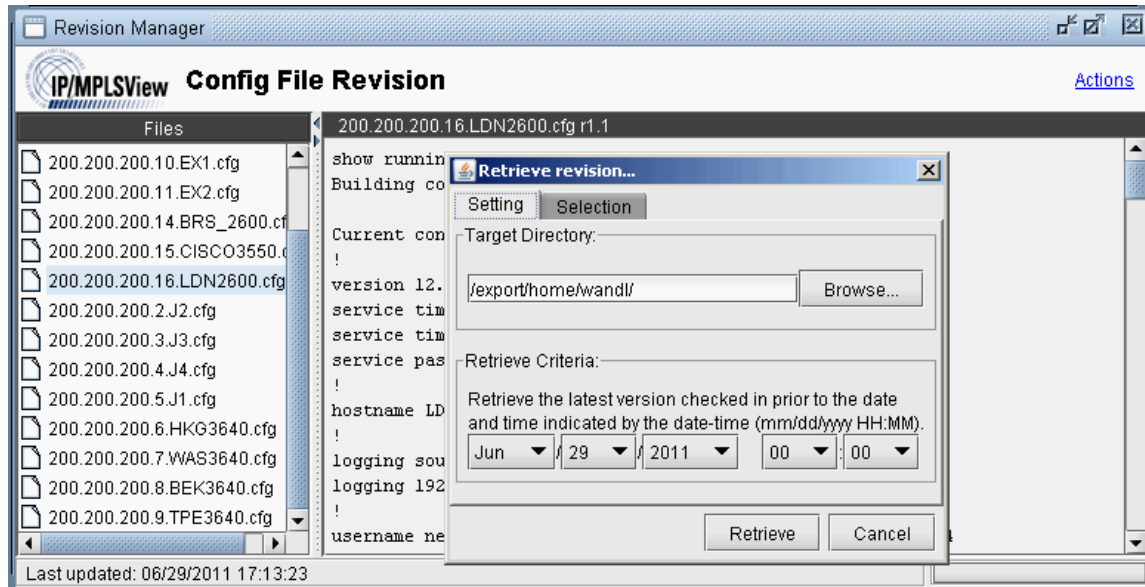 Revision Manager
IP/MPLSView Config File Revision Actions
Files
200.200.200.16.LDN2600.cfg r1.1
200.200.200.10.EX1.cfg
200.200.200.11.EX2.cfg
200.200.200.14.BRS_2600.cf
200.200.200.15.CISCO3550.
200.200.200.16.LDN2600.cfg
200.200.200.2.J2.cfg
200.200.200.3.J3.cfg
200.200.200.4.J4.cfg
200.200.200.5.J1.cfg
200.200.200.6.HKG3640.cfg
200.200.200.7.WAS3640.cfg
200.200.200.8.BEK3640.cfg
200.200.200.9.TPE3640.cfg
show runnin
Building co
Current con
!
version 12.
service tim
service tim
service pas
!
hostname LD
!
logging sou
logging 192
!
username ne
Retrieve revision...
Setting Selection
Target Directory:
/export/home/wandl/ Browse...
Retrieve Criteria:
Retrieve the latest version checked in prior to the date
and time indicated by the date-time (mm/dd/yyyy HH:MM).
Jun / 29 / 2011 00 : 00
Retrieve Cancel
Last updated: 06/29/2011 17:13:23